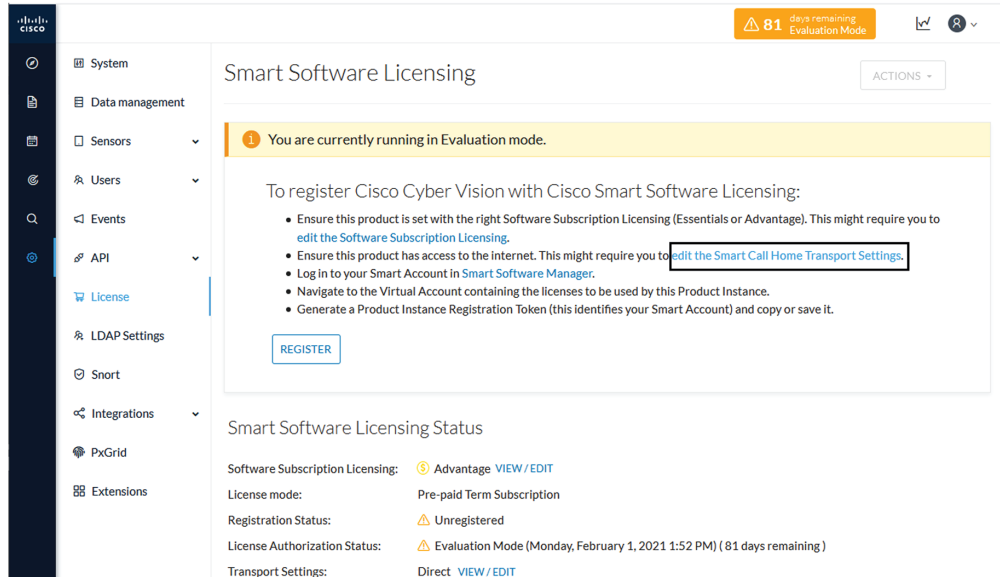 cisco
81 days remaining
Evaluation Mode
System
Data management
Sensors
Users
Events
API
License
LDAP Settings
Snort
Integrations
PxGrid
Extensions
Smart Software Licensing
ACTIONS
You are currently running in Evaluation mode.
To register Cisco Cyber Vision with Cisco Smart Software Licensing:
• Ensure this product is set with the right Software Subscription Licensing (Essentials or Advantage). This might require you to
edit the Software Subscription Licensing.
• Ensure this product has access to the internet. This might require you to edit the Smart Call Home Transport Settings.
• Log in to your Smart Account in Smart Software Manager.
• Navigate to the Virtual Account containing the licenses to be used by this Product Instance.
• Generate a Product Instance Registration Token (this identifies your Smart Account) and copy or save it.
REGISTER
Smart Software Licensing Status
Software Subscription Licensing: Advantage VIEW / EDIT
License mode: Pre-paid Term Subscription
Registration Status: Unregistered
License Authorization Status: Evaluation Mode (Monday, February 1, 2021 1:52 PM) ( 81 days remaining )
Transport Settings: Direct VIEW / EDIT